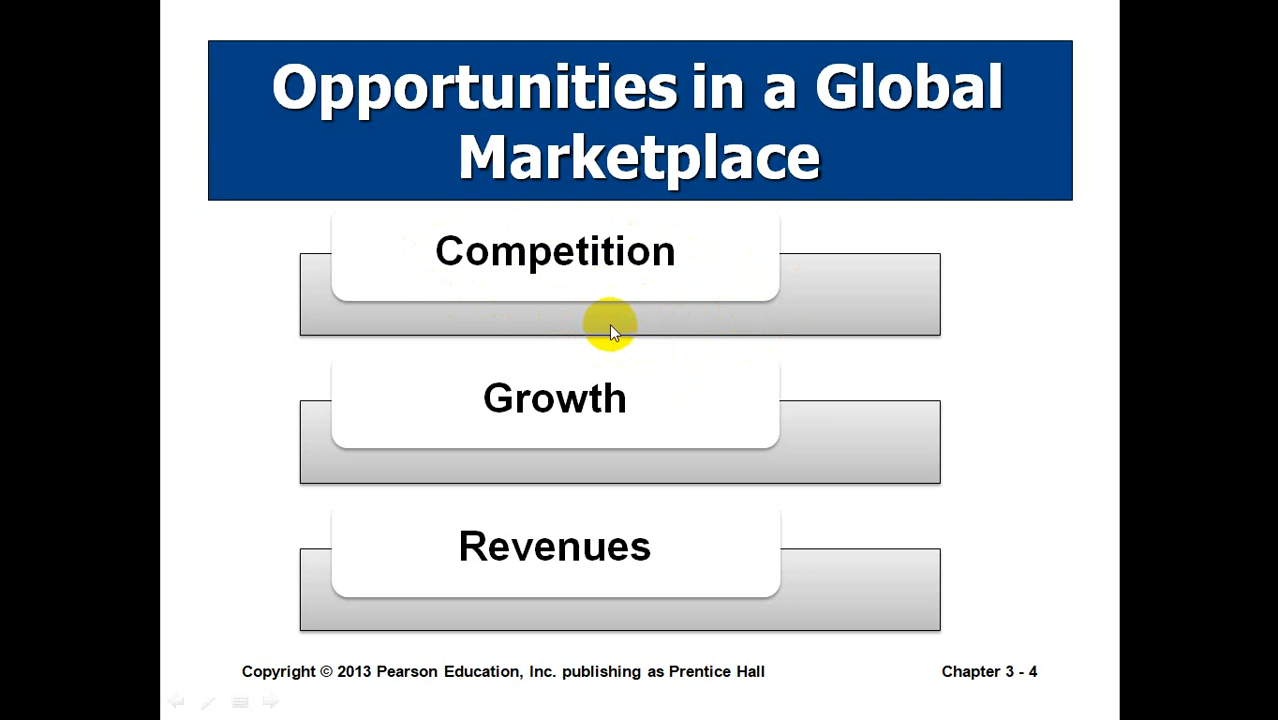 Opportunities in a Global
Marketplace
Competition
Growth
Revenues
Copyright © 2013 Pearson Education, Inc. publishing as Prentice Hall
Chapter 3 - 4